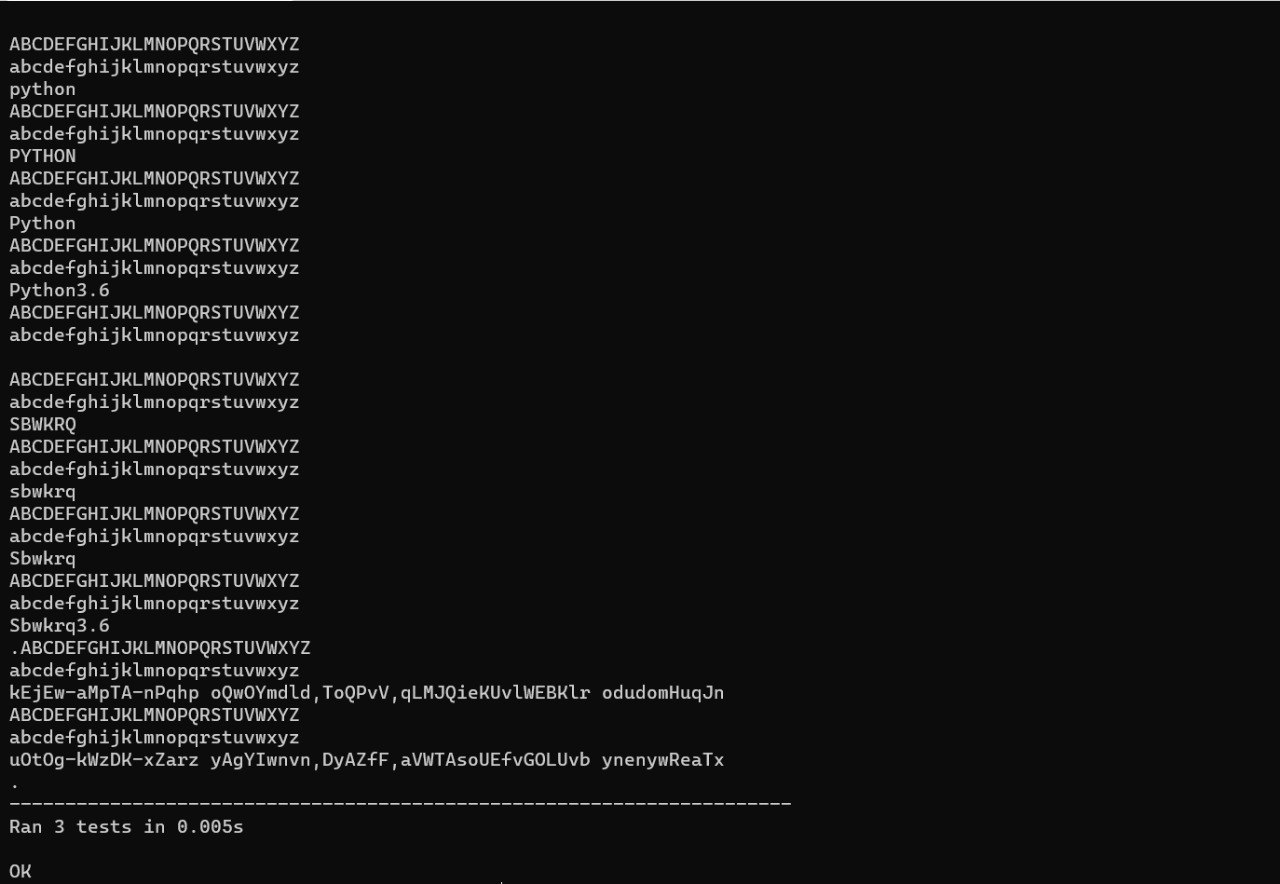 ABCDEFGHIJKLMNOPQRSTUVWXYZ
abcdefghijklmnopqrstuvwxyz
python
ABCDEFGHIJKLMNOPQRSTUVWXYZ
abcdefghijklmnopqrstuvwxyz
PYTHON
ABCDEFGHIJKLMNOPQRSTUVWXYZ
abcdefghijklmnopqrstuvwxyz
Python
ABCDEFGHIJKLMNOPQRSTUVWXYZ
abcdefghijklmnopqrstuvwxyz
Python3.6
ABCDEFGHIJKLMNOPQRSTUVWXYZ
abcdefghijklmnopqrstuvwxyz

ABCDEFGHIJKLMNOPQRSTUVWXYZ
abcdefghijklmnopqrstuvwxyz
SBWKRQ
ABCDEFGHIJKLMNOPQRSTUVWXYZ
abcdefghijklmnopqrstuvwxyz
sbwkrq
ABCDEFGHIJKLMNOPQRSTUVWXYZ
abcdefghijklmnopqrstuvwxyz
Sbwkrq
ABCDEFGHIJKLMNOPQRSTUVWXYZ
abcdefghijklmnopqrstuvwxyz
Sbwkrq3.6
.ABCDEFGHIJKLMNOPQRSTUVWXYZ
abcdefghijklmnopqrstuvwxyz
kEjEw-aMpTA-nPqhp oQwOYmdld,ToQPvV,qLMJQieKUvlWEBKlr odudomHuqJn
ABCDEFGHIJKLMNOPQRSTUVWXYZ
abcdefghijklmnopqrstuvwxyz
uOtOg-kWzDK-xZarz yAgYIwnvn,DyAZfF,aVWTAsoUEfvGOLUvb ynenywReaTx
.
----------------------------------------------------------------------
Ran 3 tests in 0.005s

OK